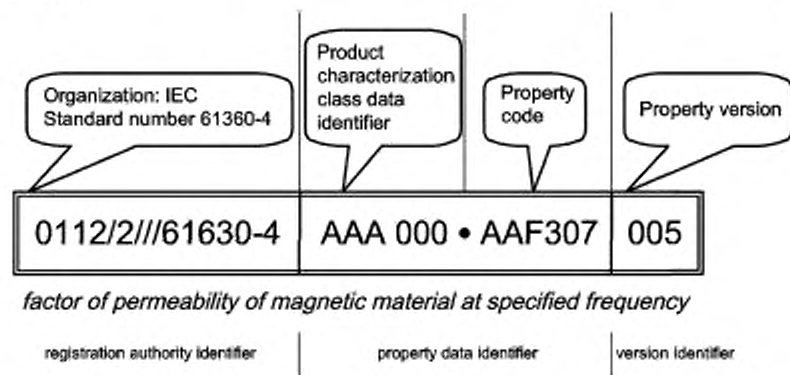 Product
characterization
class data
identifier
Organization: IEC
Standard number 61360-4
Property
code
Property version
0112/2///61630-4 AAA 000 • AAF307 005
factor of permeability of magnetic material at specified frequency
registration authority identifier property data identifier version identifier